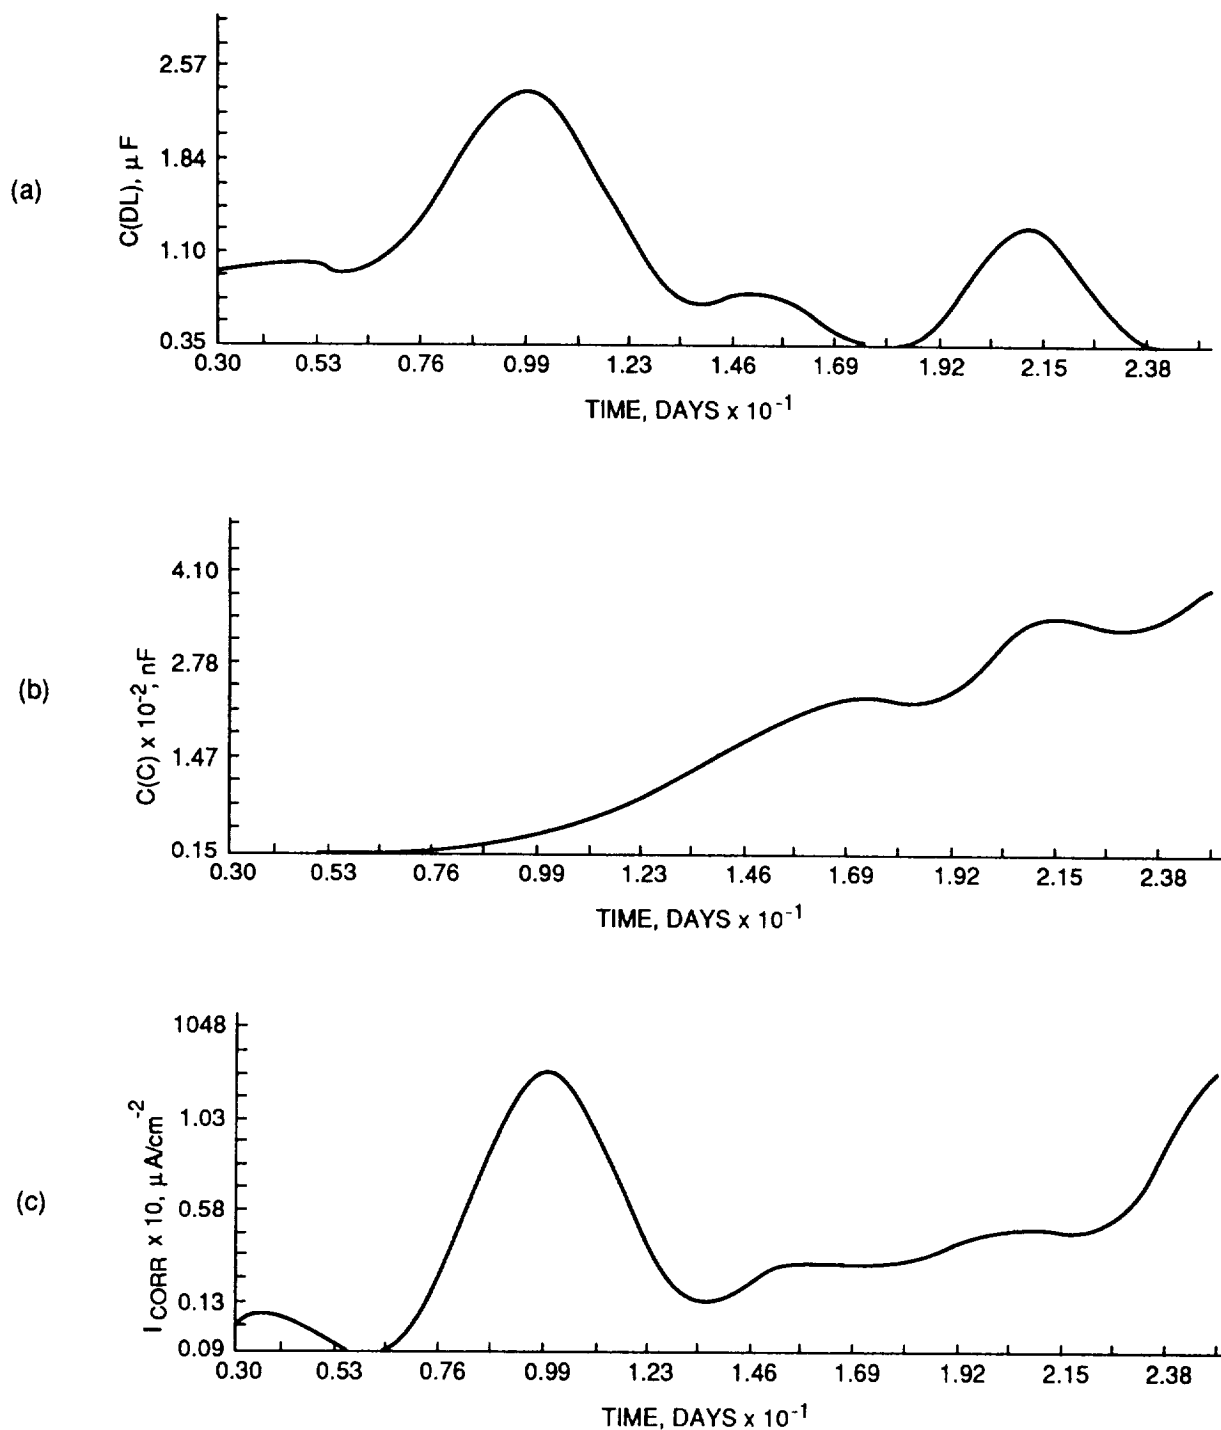 (a)
C(DL), μF
2.57
1.84
1.10
0.35
0.30 0.53 0.76 0.99 1.23 1.46 1.69 1.92 2.15 2.38
TIME, DAYS x 10⁻¹
(b)
C(C) x 10⁻², nF
4.10
2.78
1.47
0.15
0.30 0.53 0.76 0.99 1.23 1.46 1.69 1.92 2.15 2.38
TIME, DAYS x 10⁻¹
(c)
I CORR x 10, μA/cm⁻²
1048
1.03
0.58
0.13
0.09
0.30 0.53 0.76 0.99 1.23 1.46 1.69 1.92 2.15 2.38
TIME, DAYS x 10⁻¹